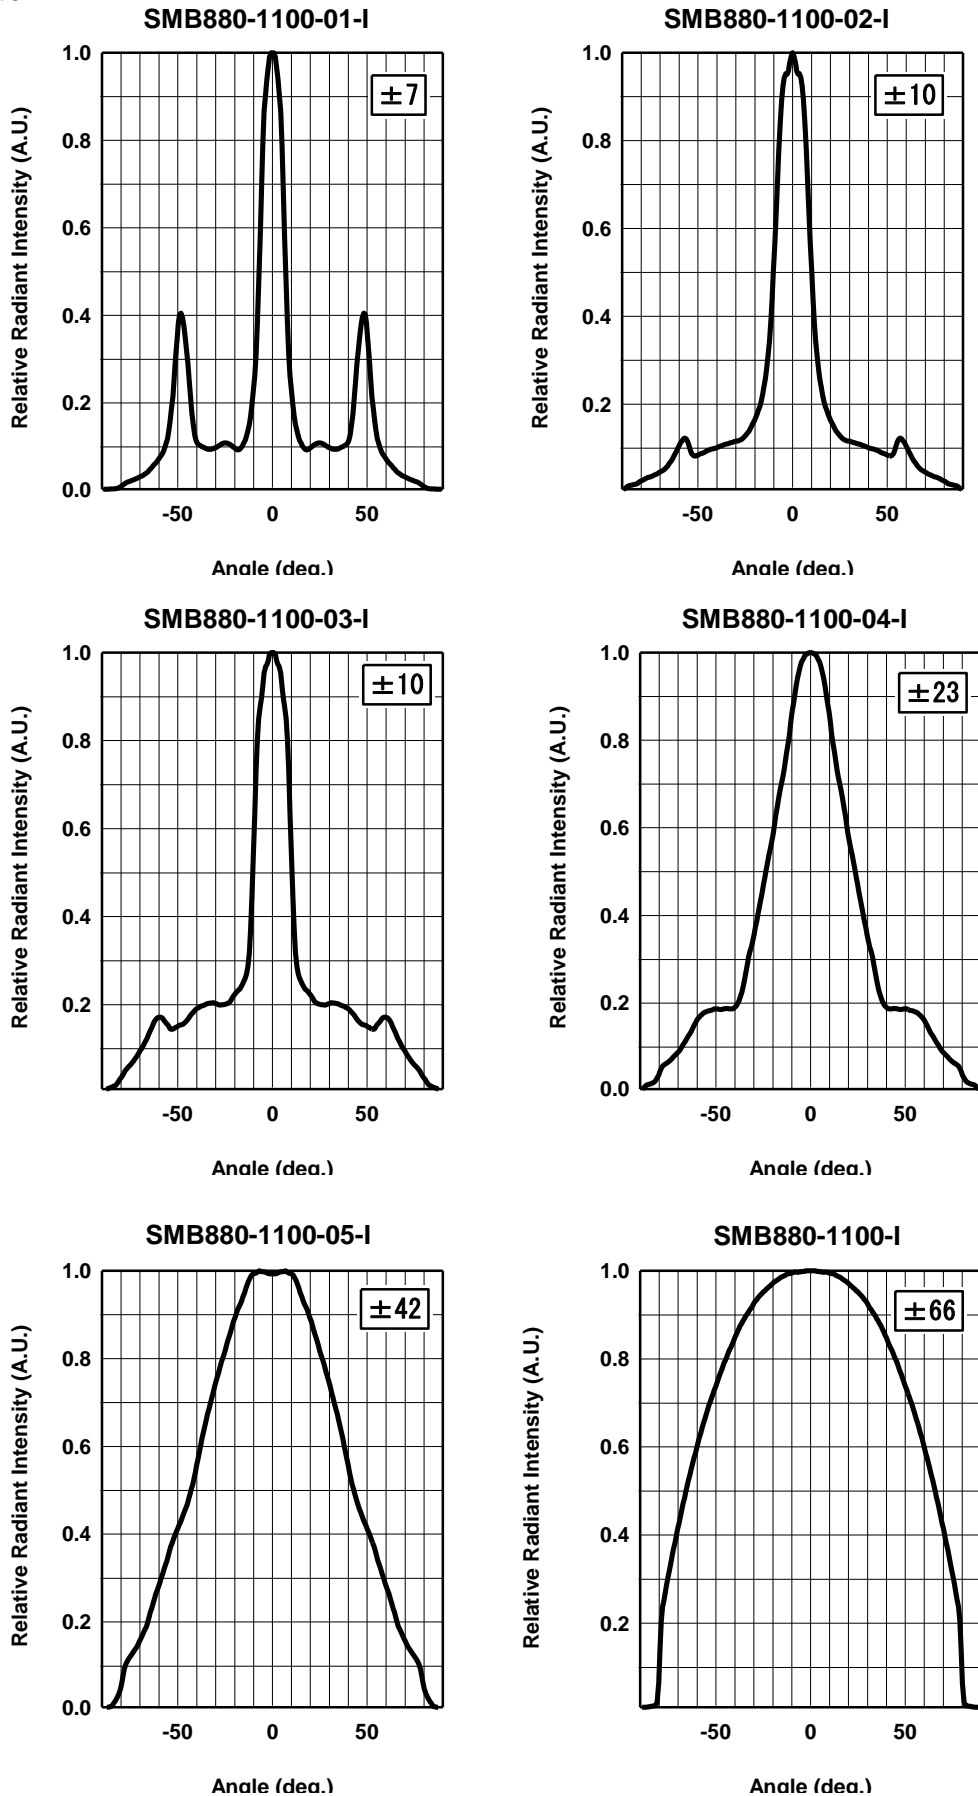 SMB880-1100-01-I
Relative Radiant Intensity (A.U.)
1.0
0.8
0.6
0.4
0.2
0.0
±7
-50 0 50
Angle (deg.)
SMB880-1100-02-I
Relative Radiant Intensity (A.U.)
1.0
0.8
0.6
0.4
0.2
±10
-50 0 50
Angle (deg.)
SMB880-1100-03-I
Relative Radiant Intensity (A.U.)
1.0
0.8
0.6
0.4
0.2
±10
-50 0 50
Angle (deg.)
SMB880-1100-04-I
Relative Radiant Intensity (A.U.)
1.0
0.8
0.6
0.4
0.2
0.0
±23
-50 0 50
Angle (deg.)
SMB880-1100-05-I
Relative Radiant Intensity (A.U.)
1.0
0.8
0.6
0.4
0.2
0.0
±42
-50 0 50
Angle (deg.)
SMB880-1100-I
Relative Radiant Intensity (A.U.)
1.0
0.8
0.6
0.4
0.2
±66
-50 0 50
Angle (deg.)